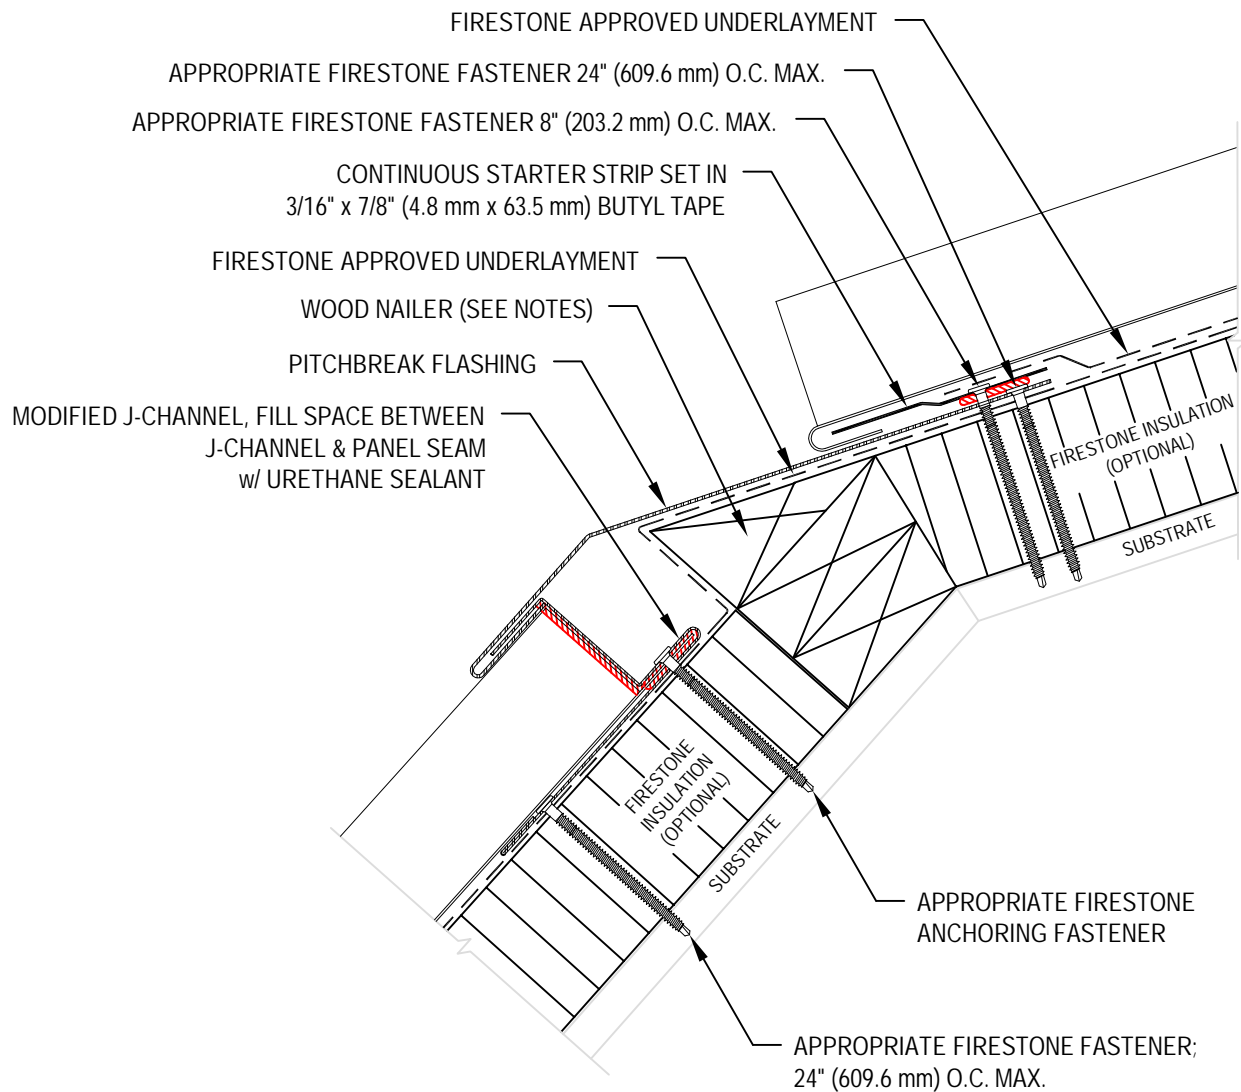 FIRESTONE APPROVED UNDERLAYMENT
APPROPRIATE FIRESTONE FASTENER 24" (609.6 mm) O.C. MAX.
APPROPRIATE FIRESTONE FASTENER 8" (203.2 mm) O.C. MAX.
CONTINUOUS STARTER STRIP SET IN
3/16" x 7/8" (4.8 mm x 63.5 mm) BUTYL TAPE
FIRESTONE APPROVED UNDERLAYMENT
WOOD NAILER (SEE NOTES)
PITCHBREAK FLASHING
MODIFIED J-CHANNEL, FILL SPACE BETWEEN
J-CHANNEL & PANEL SEAM
w/ URETHANE SEALANT
FIRESTONE INSULATION
(OPTIONAL)
SUBSTRATE
FIRESTONE
INSULATION
(OPTIONAL)
SUBSTRATE
APPROPRIATE FIRESTONE
ANCHORING FASTENER
APPROPRIATE FIRESTONE FASTENER;
24" (609.6 mm) O.C. MAX.